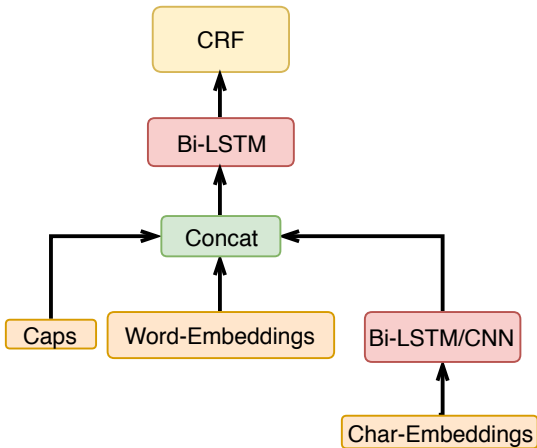 CRF
Bi-LSTM
Concat
Caps
Word-Embeddings
Bi-LSTM/CNN
Char-Embeddings